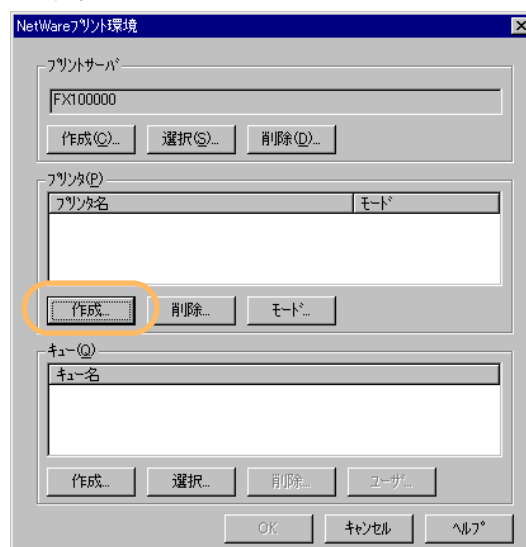 NetWareﾌﾟﾘﾝﾄ環境
ﾌﾟﾘﾝﾄｻｰﾊﾞ
FX100000
作成(C)... 選択(S)... 削除(D)...
ﾌﾟﾘﾝﾀ(P)
ﾌﾟﾘﾝﾀ名 ﾓｰﾄﾞ
作成... 削除... ﾓｰﾄﾞ...
ｷｭｰ(Q)
ｷｭｰ名
作成... 選択... 削除... ﾕｰｻﾞ...
OK ｷｬﾝｾﾙ ﾍﾙﾌﾟ